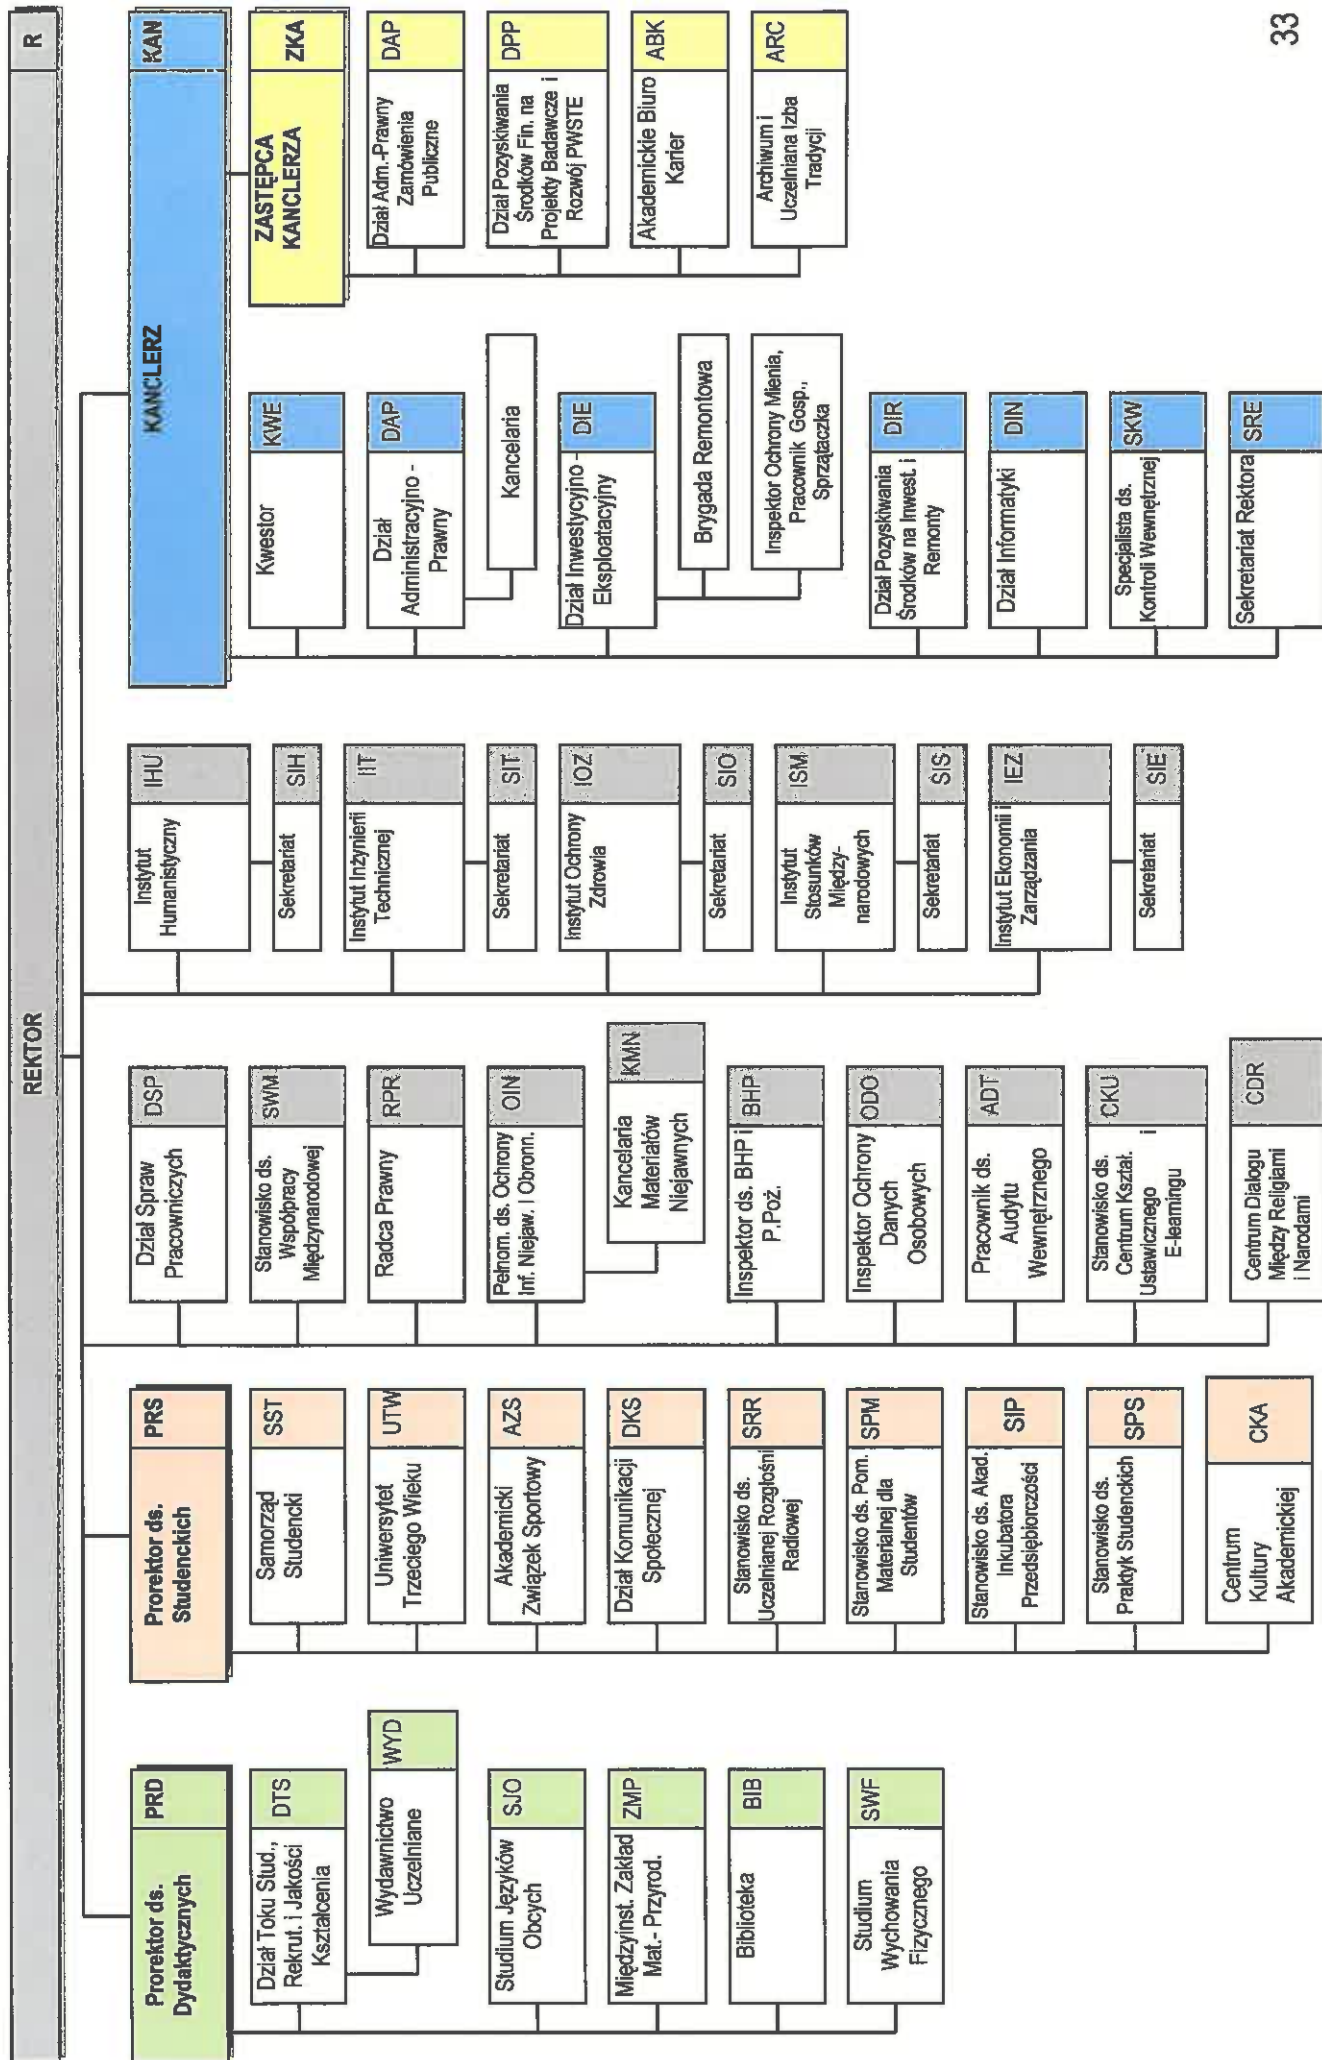 REKTOR
R
Prorektor ds.
Dydaktycznych
PRD
Dział Toku Stud.,
Rekrut. i Jakości
Kształcenia
DTS
Wydawnictwo
Uczelniane
WYD
Studium Języków
Obcych
SJO
Międzyinst. Zakład
Mat.- Przyrod.
ZMP
Biblioteka
BIB
Studium
Wychowania
Fizycznego
SWF
Prorektor ds.
Studenckich
PRS
Samorząd
Studencki
SST
Uniwersytet
Trzeciego Wieku
UTW
Akademicki
Związek Sportowy
AZS
Dział Komunikacji
Społecznej
DKS
Stanowisko ds.
Uczelnianej Rozgłośni
Radiowej
SRR
Stanowisko ds. Pom.
Materialnej dla
Studentów
SPM
Stanowisko ds. Akad.
Inkubatora
Przedsiębiorczości
SIP
Stanowisko ds.
Praktyk Studenckich
SPS
Centrum
Kultury
Akademickiej
CKA
Dział Spraw
Pracowniczych
DSP
Stanowisko ds.
Współpracy
Międzynarodowej
SWM
Radca Prawny
RPR
Pełnom. ds. Ochrony
Inf. Niejaw. I Obronn.
OIN
Kancelaria
Materiałów
Niejawnych
KMN
Inspektor ds. BHP i
P.Poż.
BHP
Inspektor Ochrony
Danych
Osobowych
ODO
Pracownik ds.
Audytu
Wewnętrznego
ADT
Stanowisko ds.
Centrum Kształ.
Ustawicznego i
E-learningu
CKU
Centrum Dialogu
Między Religiami
i Narodami
CDR
Instytut
Humanistyczny
IHU
Sekretariat
SIH
Instytut Inżynierii
Technicznej
IIT
Sekretariat
SIT
Instytut Ochrony
Zdrowia
IOZ
Sekretariat
SIO
Instytut
Stosunków
Między-
narodowych
ISM
Sekretariat
SIS
Instytut Ekonomii i
Zarządzania
IEZ
Sekretariat
SIE
KANCLERZ
KAN
Kwestor
KWE
Dział
Administracyjno -
Prawny
DAP
Kancelaria
Dział Inwestycyjno -
Eksploatacyjny
DIE
Brygada Remontowa
Inspektor Ochrony Mienia,
Pracownik Gosp.,
Sprzątaczka
Dział Pozyskiwania
Środków na Inwest. i
Remonty
DIR
Dział Informatyki
DIN
Specjalista ds.
Kontroli Wewnętrznej
SKW
Sekretariat Rektora
SRE
ZASTĘPCA
KANCLERZA
ZKA
Dział Adm.-Prawny
Zamówienia
Publiczne
DAP
Dział Pozyskiwania
Środków Fin. na
Projekty Badawcze i
Rozwój PWSTE
DPP
Akademickie Biuro
Karier
ABK
Archiwum i
Uczelniana Izba
Tradycji
ARC
33